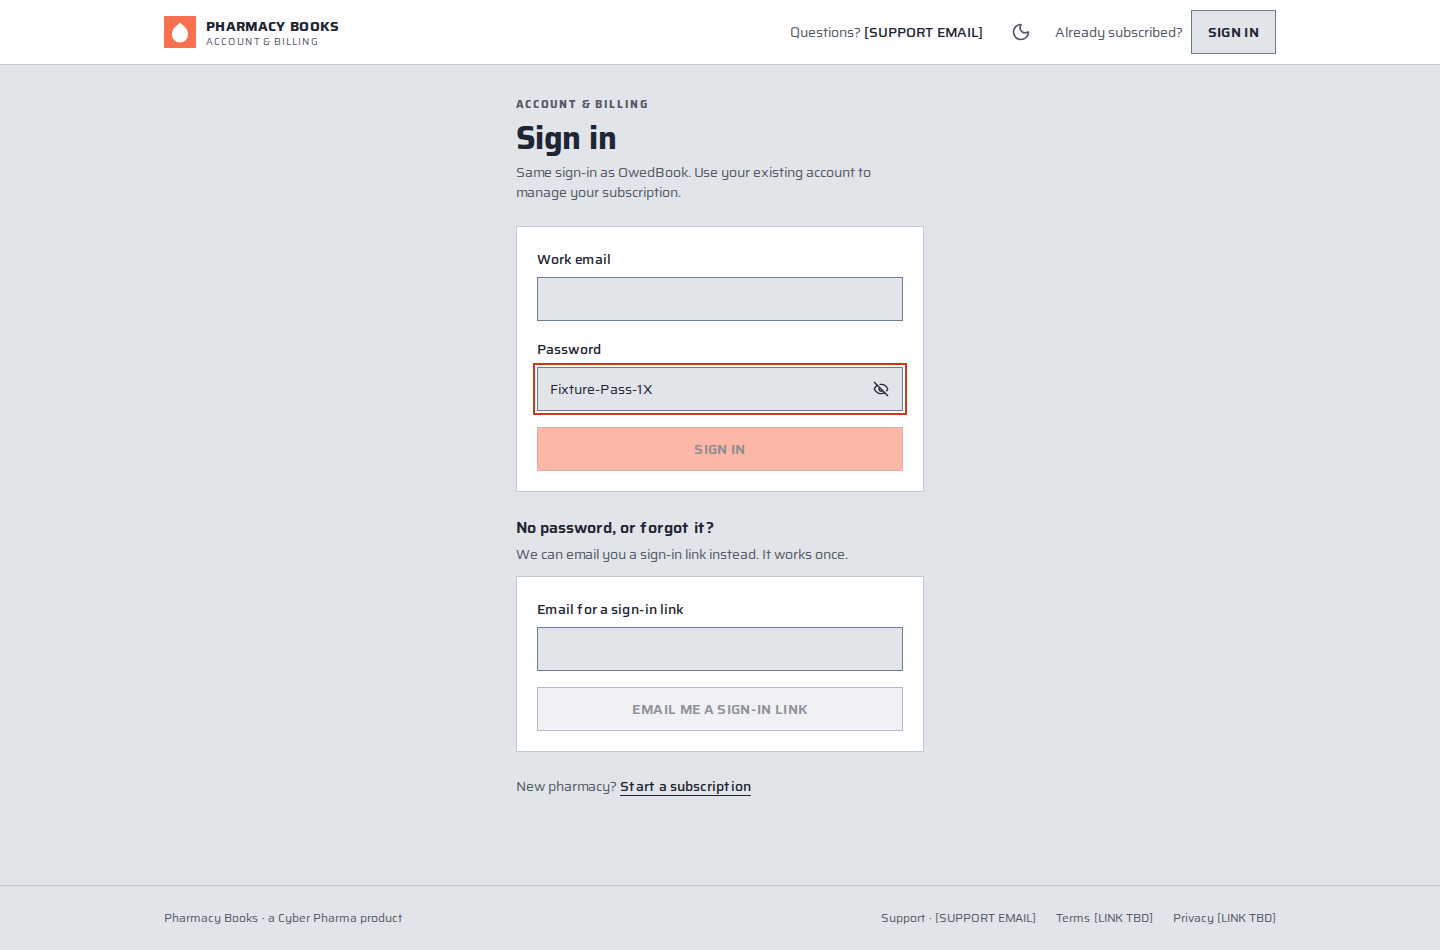 PHARMACY BOOKS
ACCOUNT & BILLING
Questions? [SUPPORT EMAIL]
Already subscribed?
SIGN IN
ACCOUNT & BILLING
Sign in
Same sign-in as OwedBook. Use your existing account to
manage your subscription.
Work email
Password
Fixture-Pass-1X
SIGN IN
No password, or forgot it?
We can email you a sign-in link instead. It works once.
Email for a sign-in link
EMAIL ME A SIGN-IN LINK
New pharmacy? Start a subscription
Pharmacy Books · a Cyber Pharma product
Support · [SUPPORT EMAIL]
Terms [LINK TBD]
Privacy [LINK TBD]